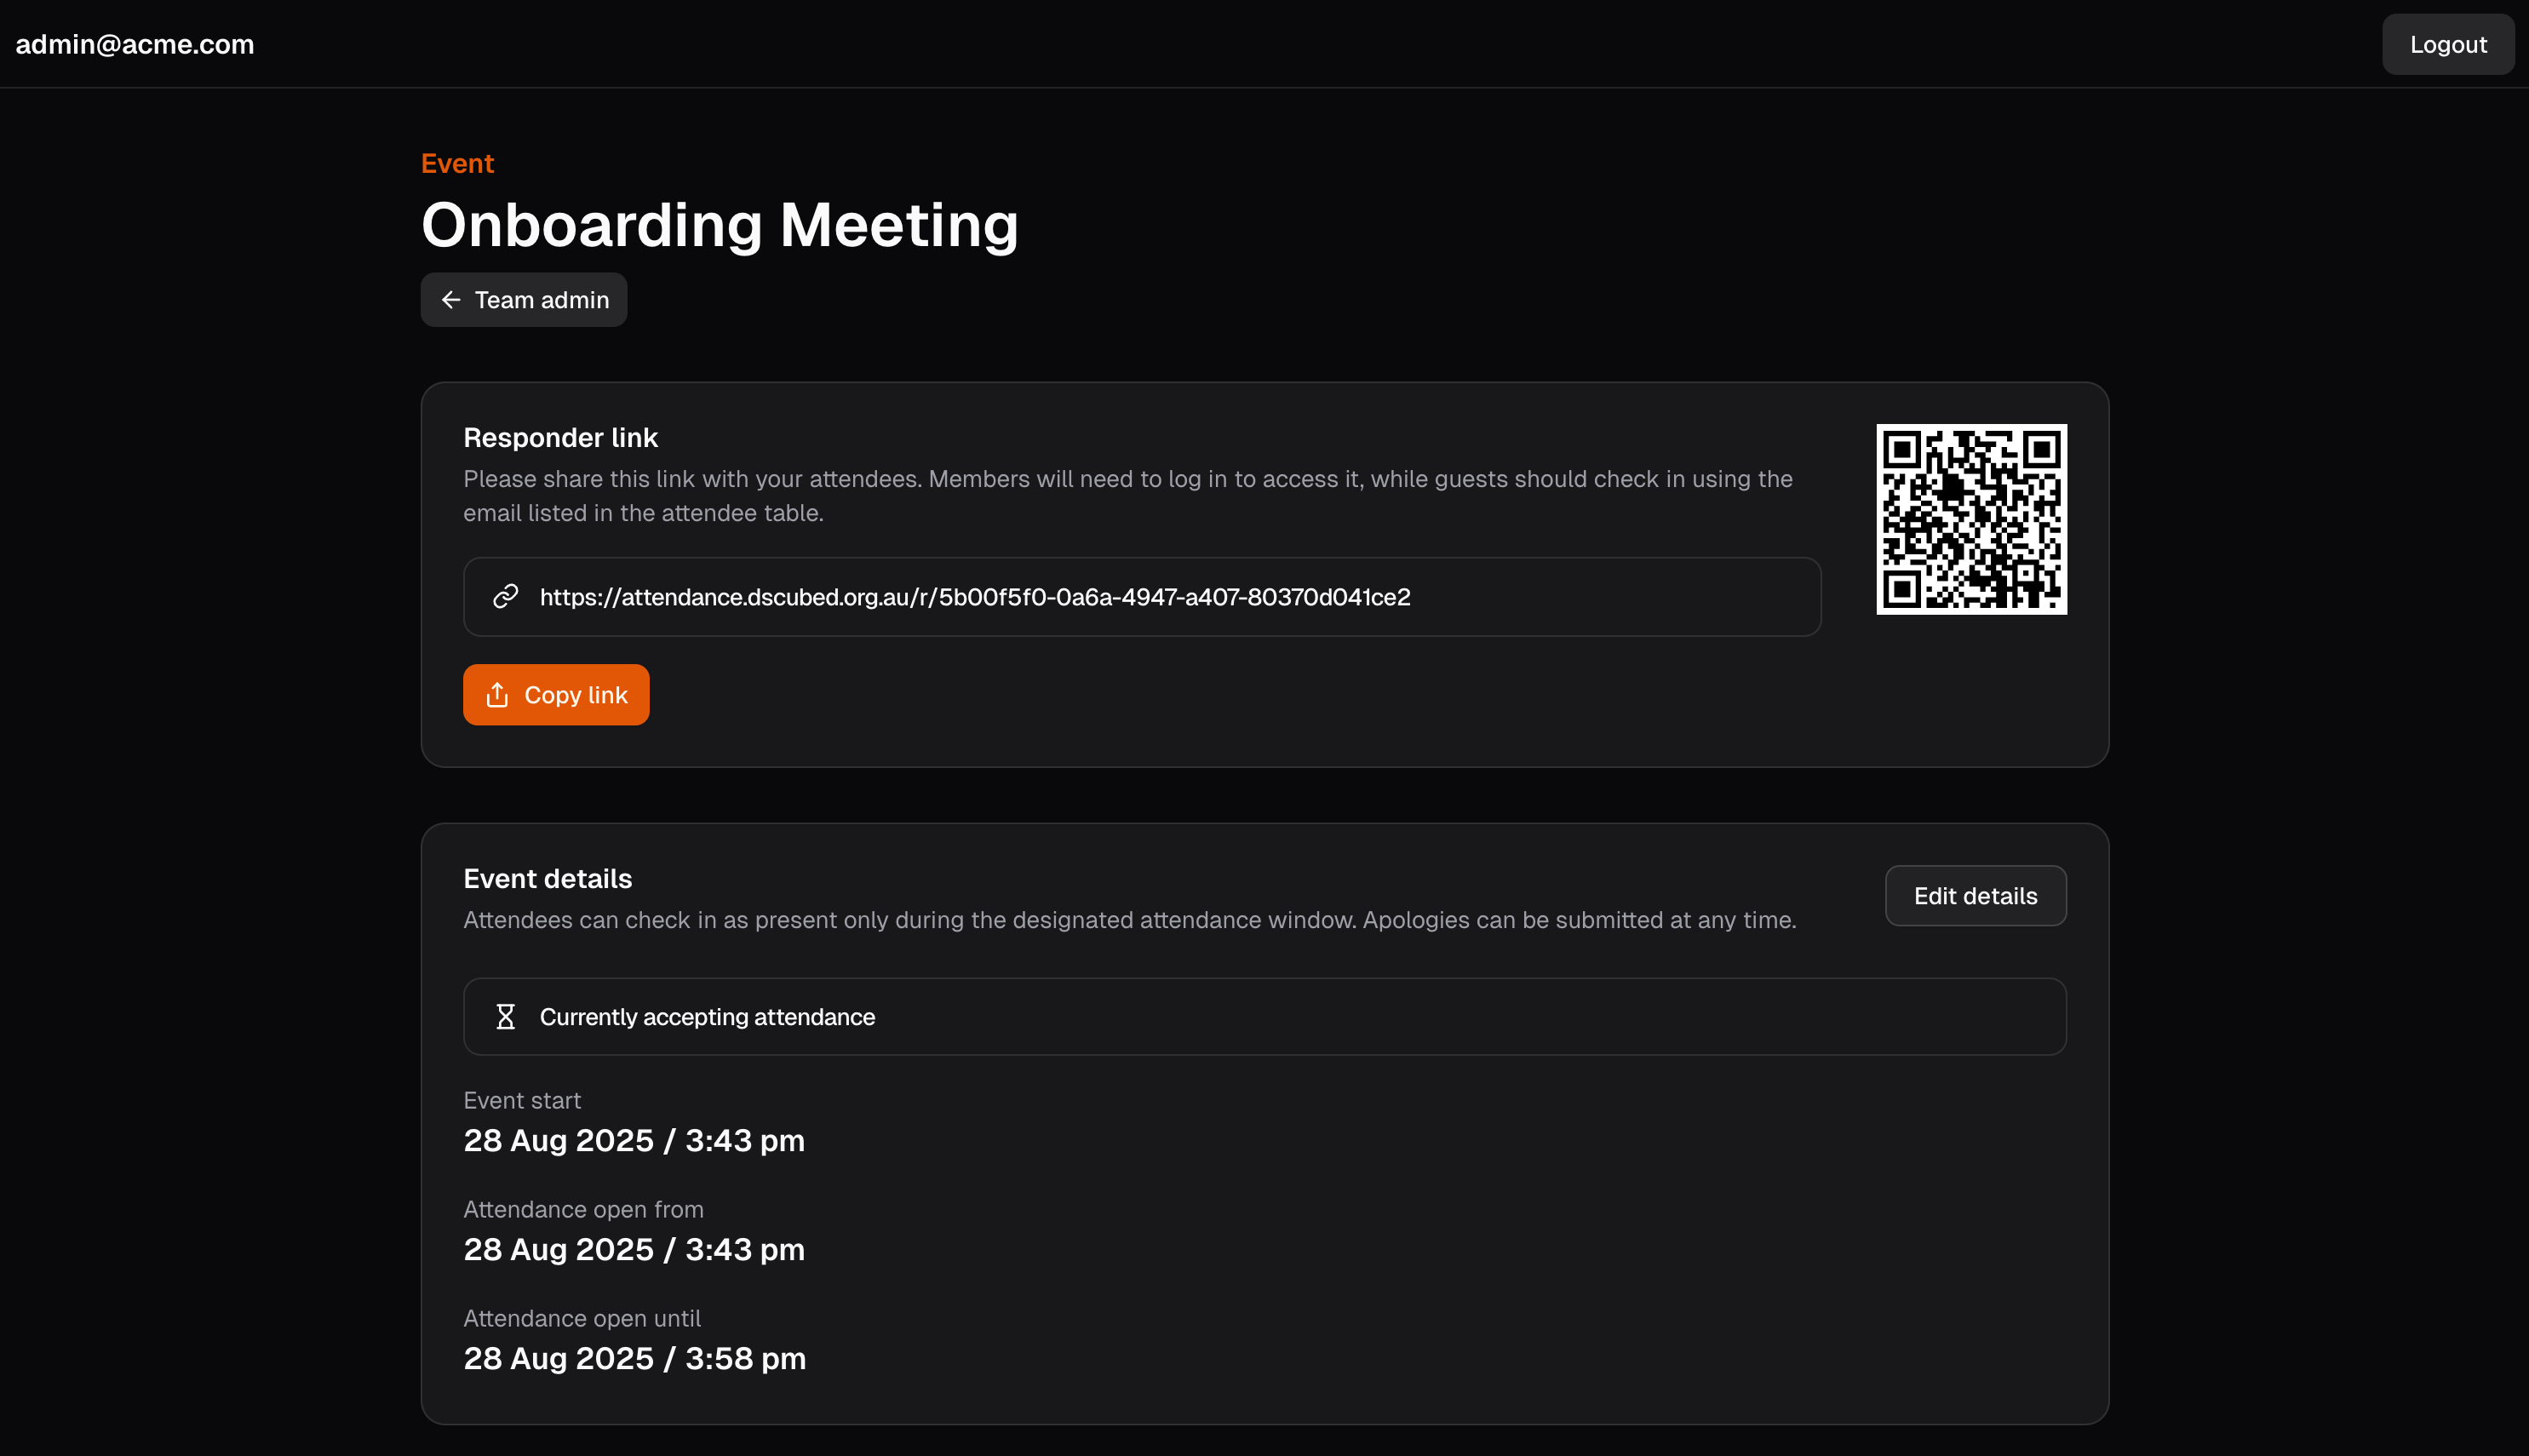 admin@acme.com
Logout
Event
Onboarding Meeting
Team admin
Responder link
Please share this link with your attendees. Members will need to log in to access it, while guests should check in using the
email listed in the attendee table.
https://attendance.dscubed.org.au/r/5b00f5f0-0a6a-4947-a407-80370d041ce2
Copy link
Event details
Edit details
Attendees can check in as present only during the designated attendance window. Apologies can be submitted at any time.
Currently accepting attendance
Event start
28 Aug 2025 / 3:43 pm
Attendance open from
28 Aug 2025 / 3:43 pm
Attendance open until
28 Aug 2025 / 3:58 pm